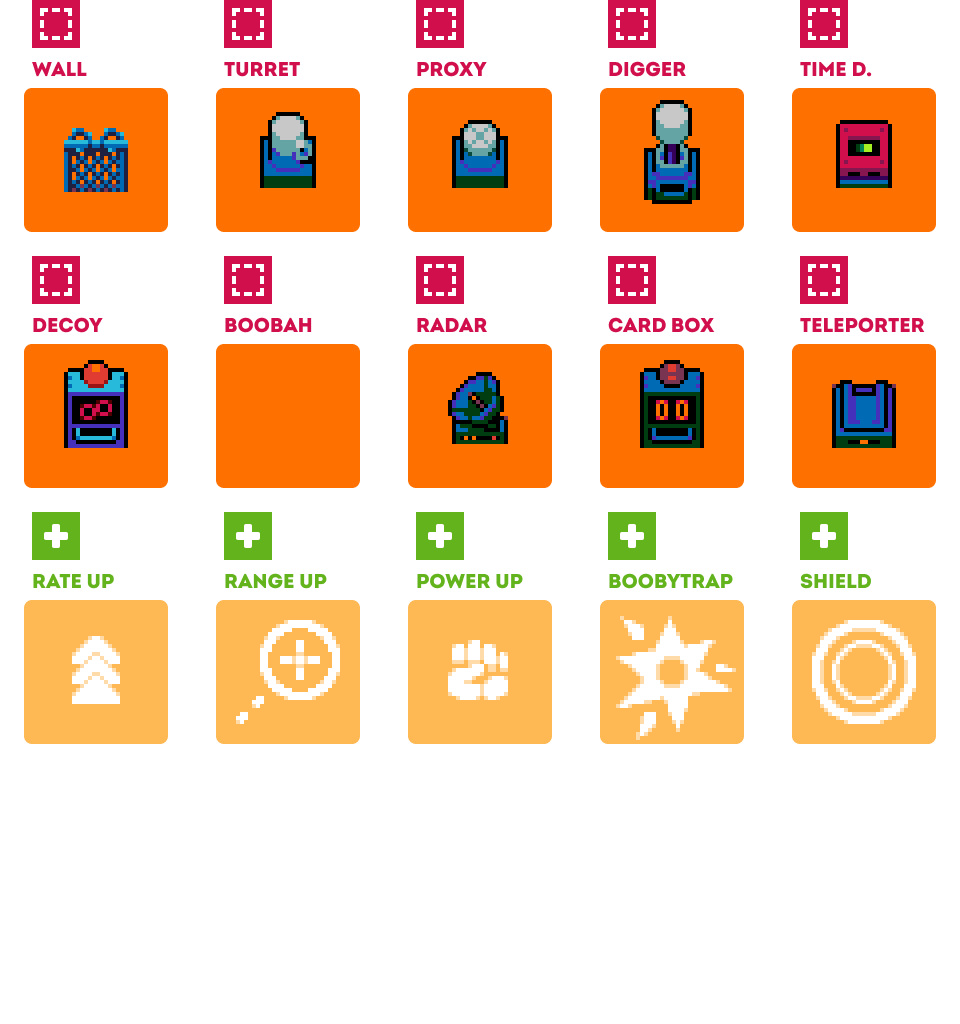 WALL
TURRET
PROXY
DIGGER
TIME D.
DECOY
BOOBAH
RADAR
CARD BOX
TELEPORTER
RATE UP
RANGE UP
POWER UP
BOOBYTRAP
SHIELD